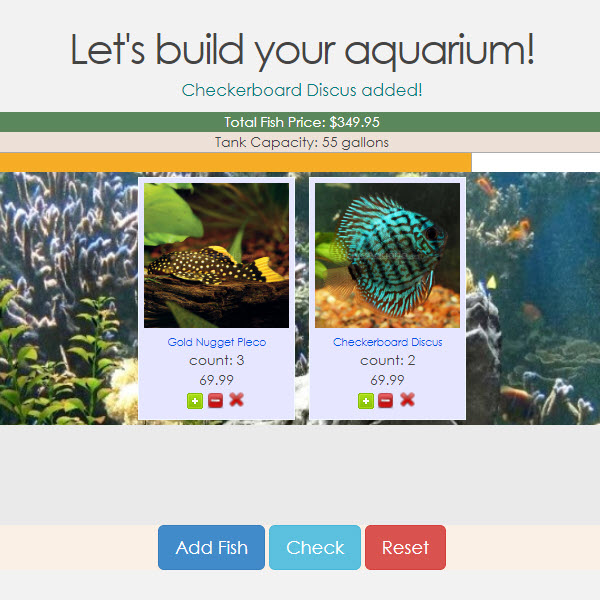 Let's build your aquarium!
Checkerboard Discus added!
Total Fish Price: $349.95
Tank Capacity: 55 gallons
Gold Nugget Pleco
count: 3
69.99
Checkerboard Discus
count: 2
69.99
Add Fish
Check
Reset